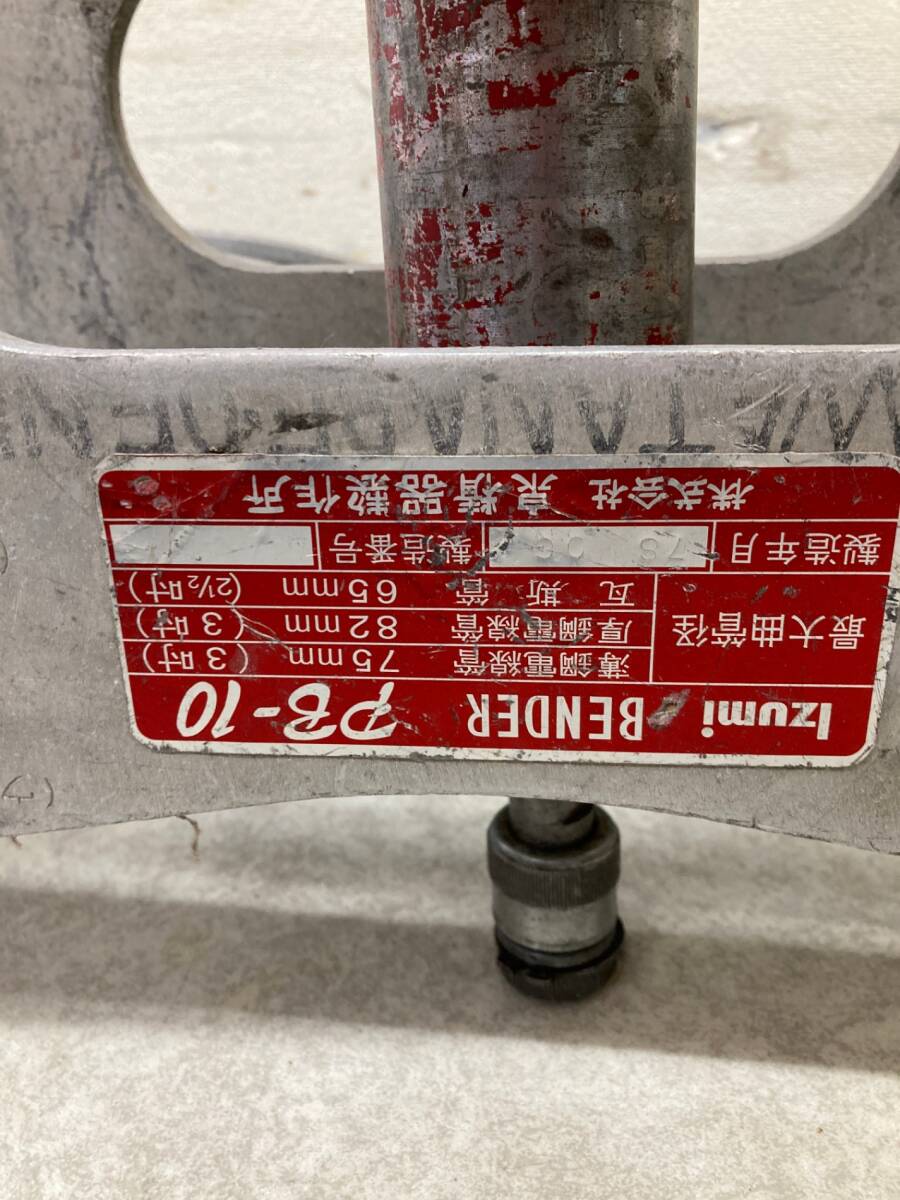 Izumi BENDER PB-10
最大曲管径
薄鋼電線管 75mm (3吋)
厚鋼電線管 82mm (3吋)
瓦斯管 65mm (2½吋)
製造年月 製造番号
株式会社 泉精器製作所